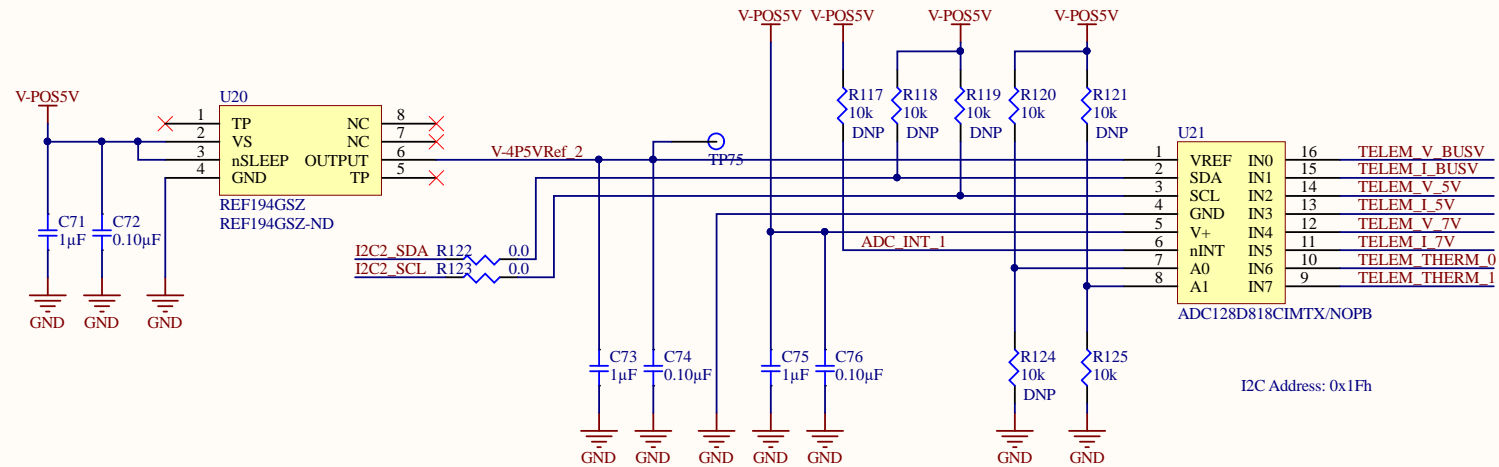 V-POS5V V-POS5V V-POS5V V-POS5V
V-POS5V
U20
1 TP NC 8
2 VS NC 7
3 nSLEEP OUTPUT 6
4 GND TP 5
REF194GSZ
REF194GSZ-ND
C71
1µF
C72
0.10µF
GND GND GND
V-4P5VRef_2
TP75
I2C2_SDA R122 0.0
I2C2_SCL R123 0.0
R117
10k
DNP
R118
10k
DNP
R119
10k
DNP
R120
10k
R121
10k
DNP
ADC_INT_1
U21
1 VREF IN0 16 TELEM_V_BUSV
2 SDA IN1 15 TELEM_I_BUSV
3 SCL IN2 14 TELEM_V_5V
4 GND IN3 13 TELEM_I_5V
5 V+ IN4 12 TELEM_V_7V
6 nINT IN5 11 TELEM_I_7V
7 A0 IN6 10 TELEM_THERM_0
8 A1 IN7 9 TELEM_THERM_1
ADC128D818CIMTX/NOPB
C73
1µF
C74
0.10µF
C75
1µF
C76
0.10µF
R124
10k
DNP
R125
10k
I2C Address: 0x1Fh
GND GND GND GND GND GND GND